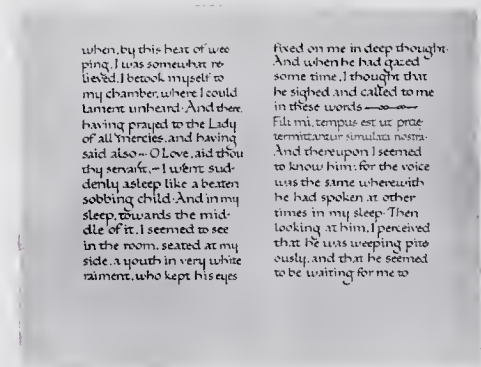 when, by this heat of wee
ping, I was somewhat re-
lieved, I betook myself to
my chamber, where I could
lament unheard. And there,
having prayed to the Lady
of all Mercies, and having
said also ~ O Love, aid thou
thy servant, ~ I went sud-
denly asleep like a beaten
sobbing child. And in my
sleep, towards the mid-
dle of it, I seemed to see
in the room, seated at my
side, a youth in very white
raiment, who kept his eyes
fixed on me in deep thought.
And when he had gazed
some time, I thought that
he sighed and called to me
in these words
Fili mi, tempus est ut prae
termittantur simulata nostra.
And thereupon I seemed
to know him: for the voice
was the same wherewith
he had spoken at other
times in my sleep. Then
looking at him, I perceived
that he was weeping pite
ously, and that he seemed
to be waiting for me to